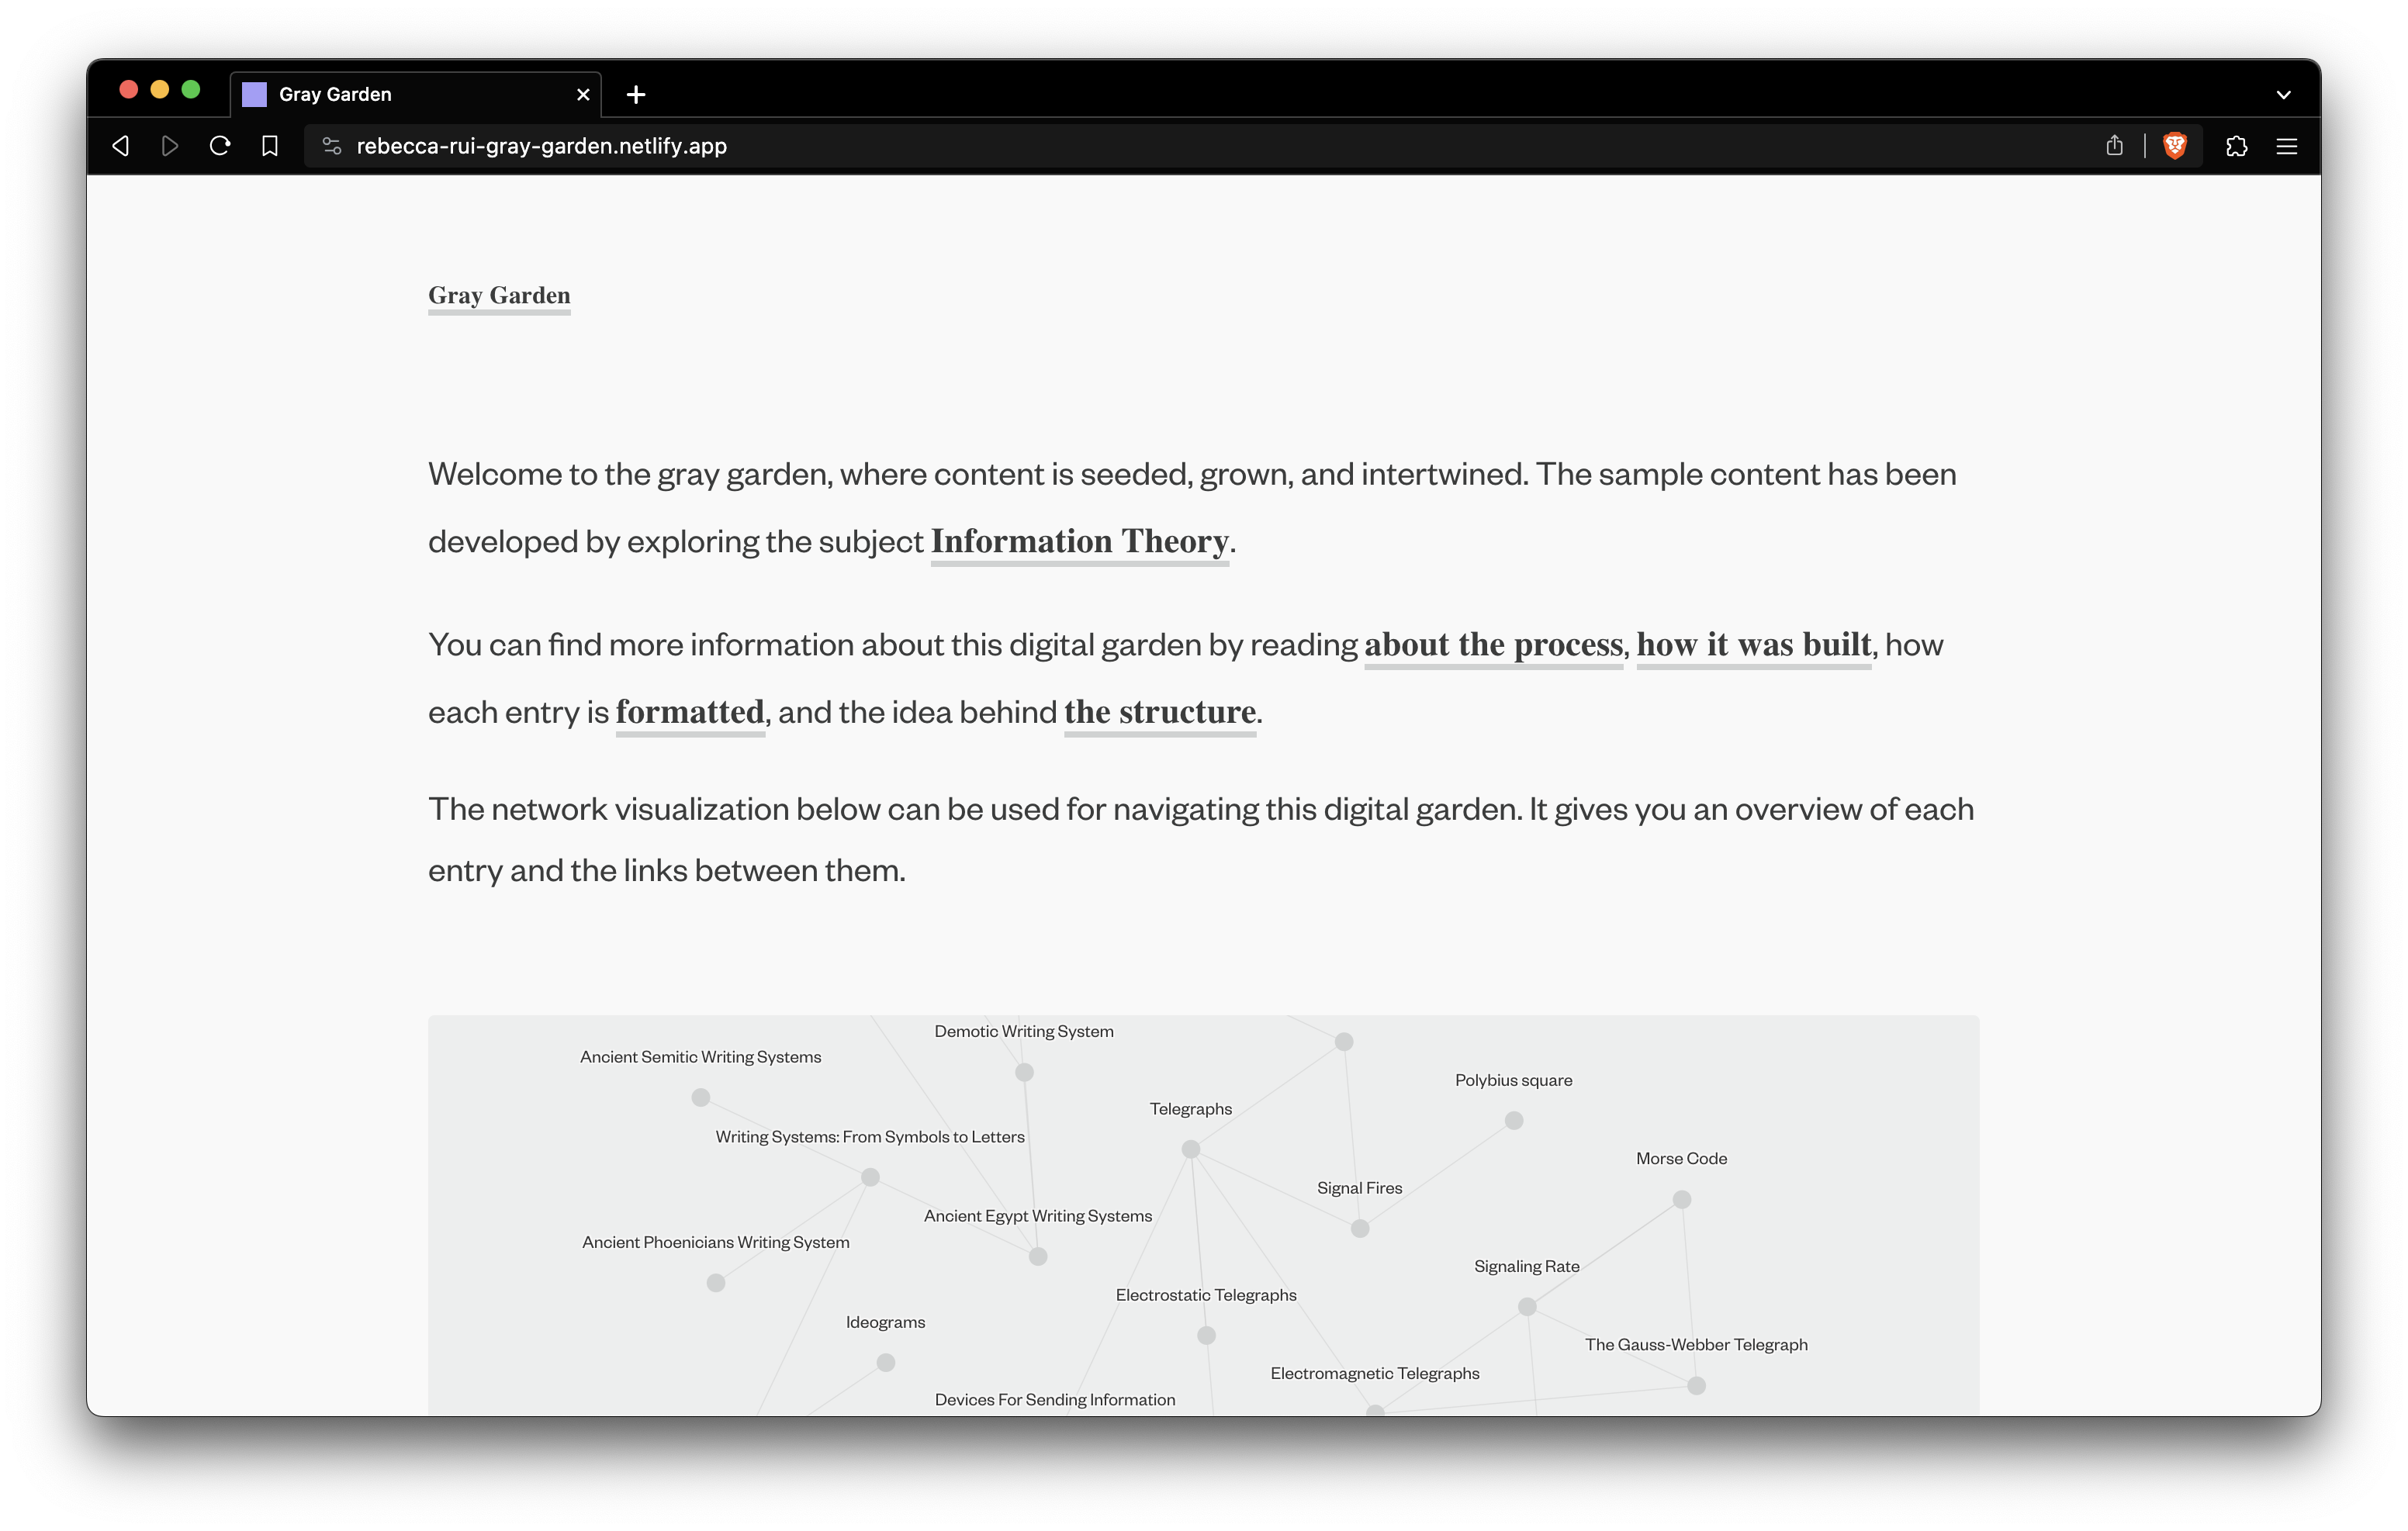 Gray Garden
rebecca-rui-gray-garden.netlify.app
Gray Garden
Welcome to the gray garden, where content is seeded, grown, and intertwined. The sample content has been
developed by exploring the subject Information Theory.
You can find more information about this digital garden by reading about the process, how it was built, how
each entry is formatted, and the idea behind the structure.
The network visualization below can be used for navigating this digital garden. It gives you an overview of each
entry and the links between them.
Demotic Writing System
Ancient Semitic Writing Systems
Polybius square
Telegraphs
Writing Systems: From Symbols to Letters
Morse Code
Signal Fires
Ancient Egypt Writing Systems
Ancient Phoenicians Writing System
Signaling Rate
Electrostatic Telegraphs
Ideograms
The Gauss-Webber Telegraph
Electromagnetic Telegraphs
Devices For Sending Information